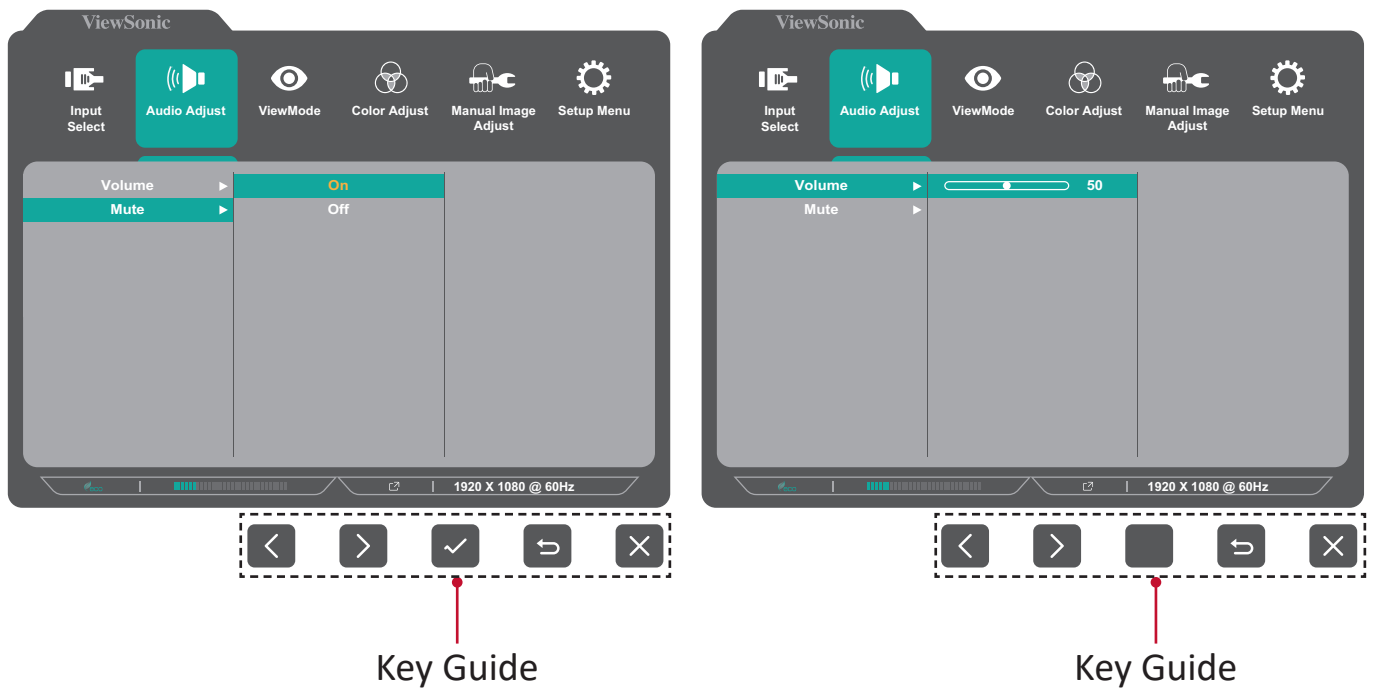 ViewSonic
Input
Select
Audio Adjust
ViewMode
Color Adjust
Manual Image
Adjust
Setup Menu
Volume
On
Mute
Off
eco
1920 X 1080 @ 60Hz
Key Guide
ViewSonic
Input
Select
Audio Adjust
ViewMode
Color Adjust
Manual Image
Adjust
Setup Menu
Volume
50
Mute
eco
1920 X 1080 @ 60Hz
Key Guide